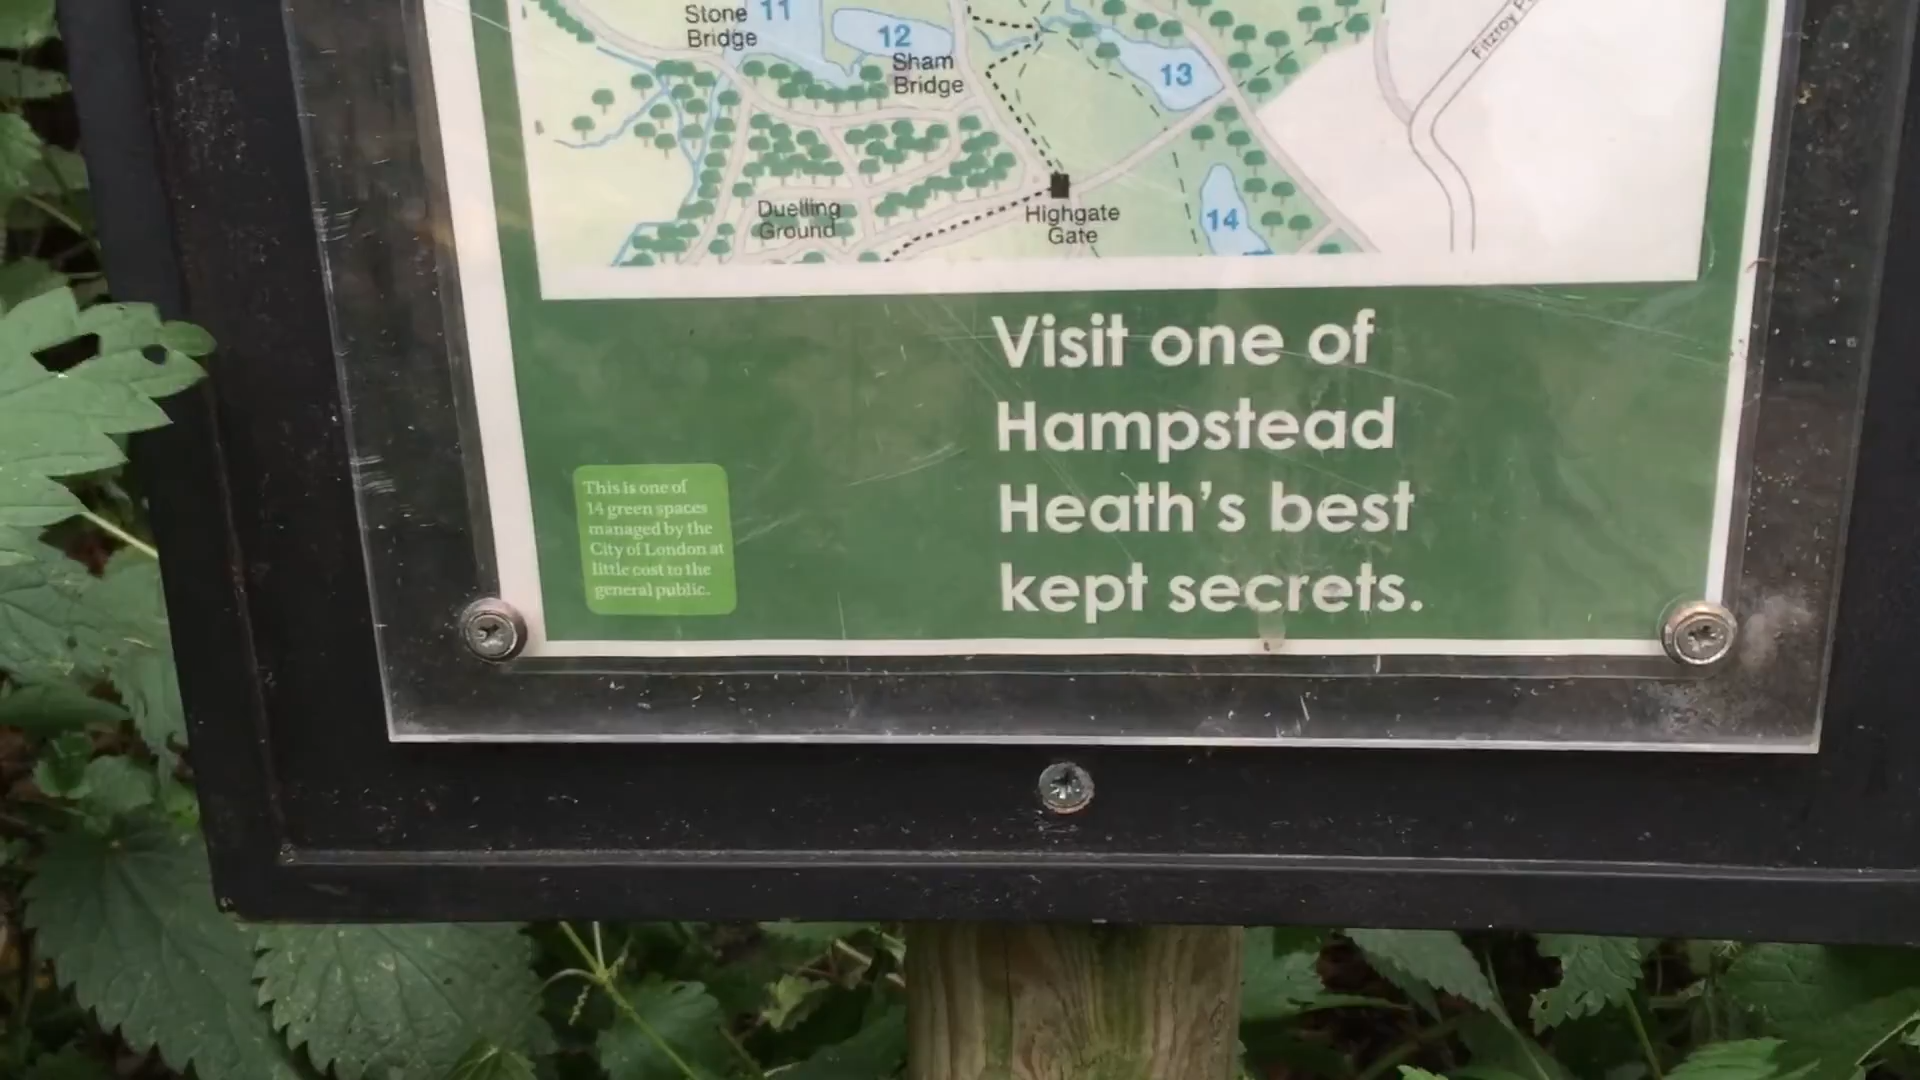 Stone
Bridge
11
12
Sham
Bridge
13
Fitzroy
Duelling
Ground
Highgate
Gate
14
Visit one of
Hampstead
Heath’s best
kept secrets.
This is one of
14 green spaces
managed by the
City of London at
little cost to the
general public.